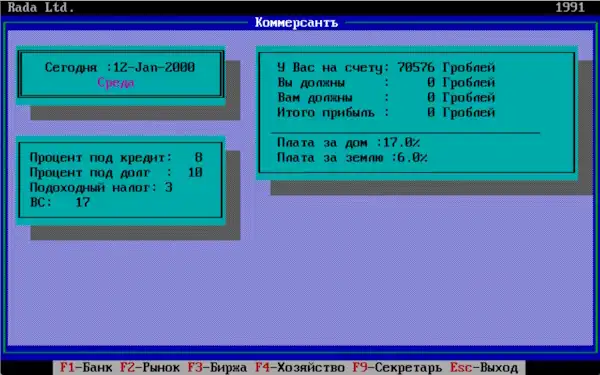 Rada Ltd. 1991
Коммерсантъ
Сегодня :12-Jan-2000
Среда
У Вас на счету: 70576 Гроблей
Вы должны : 0 Гроблей
Вам должны : 0 Гроблей
Итого прибыль : 0 Гроблей
Плата за дом :17.0%
Плата за землю :6.0%
Процент под кредит: 8
Процент под долг : 10
Подоходный налог: 3
ВС: 17
F1-Банк F2-Рынок F3-Биржа F4-Хозяйство F9-Секретарь Esc-Выход